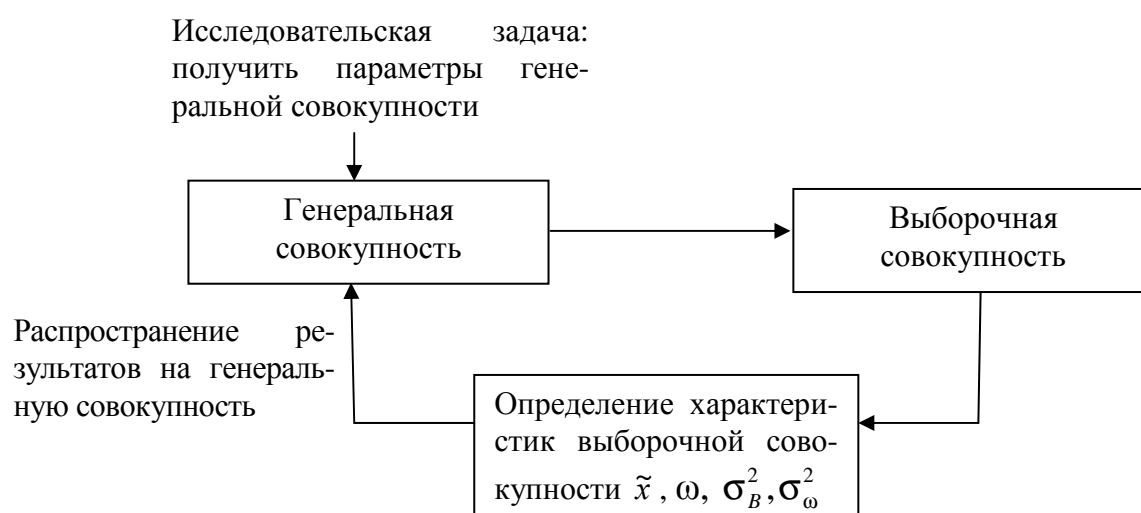 Исследовательская задача:
получить параметры гене-
ральной совокупности
Генеральная
совокупность
Выборочная
совокупность
Распространение ре-
зультатов на генераль-
ную совокупность
Определение характери-
стик выборочной сово-
купности x̃ , ω, σ²_B,σ²_ω